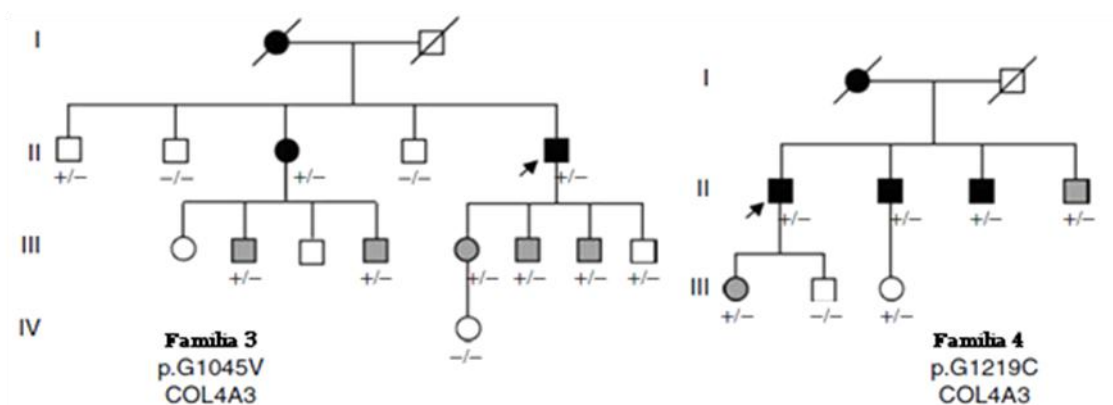 I
II
+/− −/− +/− −/− +/−
III
+/− +/− +/− +/− +/− +/−
IV
−/−
Familia 3
p.G1045V
COL4A3
I
II
+/− +/− +/− +/−
III
+/− −/− +/−
Familia 4
p.G1219C
COL4A3